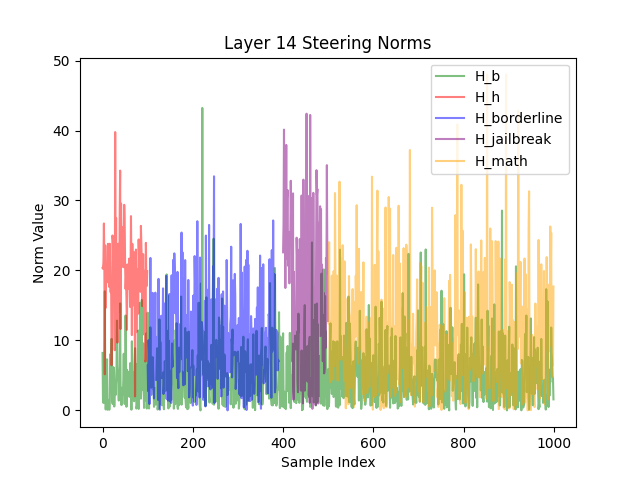 Layer 14 Steering Norms
Norm Value
50
40
30
20
10
0
H_b
H_h
H_borderline
H_jailbreak
H_math
0
200
400
600
800
1000
Sample Index